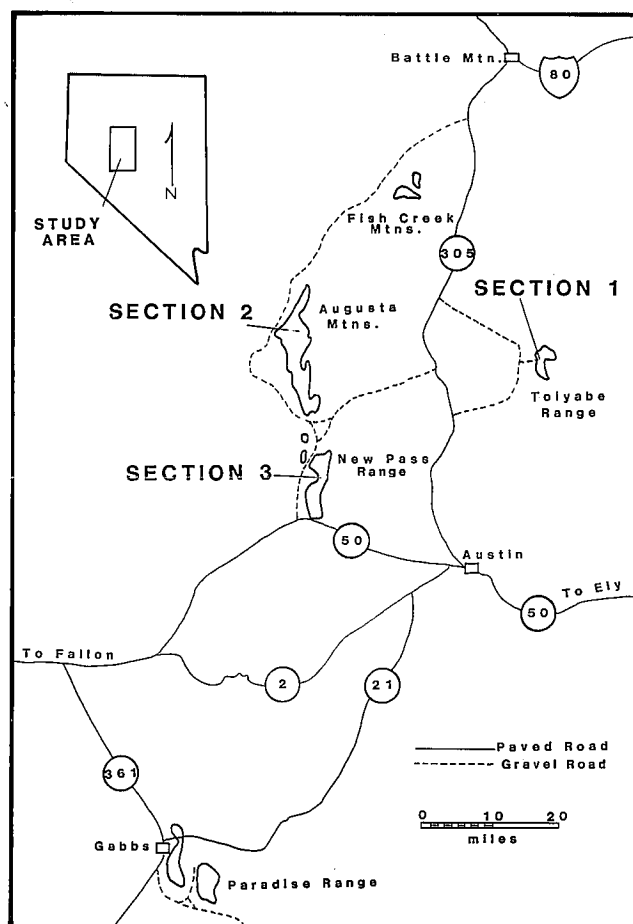 Battle Mtn.
80
N
STUDY
AREA
Fish Creek
Mtns.
305
SECTION 1
SECTION 2
Augusta
Mtns.
Toiyabe
Range
New Pass
Range
SECTION 3
50
Austin
To Ely
50
To Fallon
2
21
Paved Road
Gravel Road
361
0 10 20
miles
Gabbs
Paradise Range